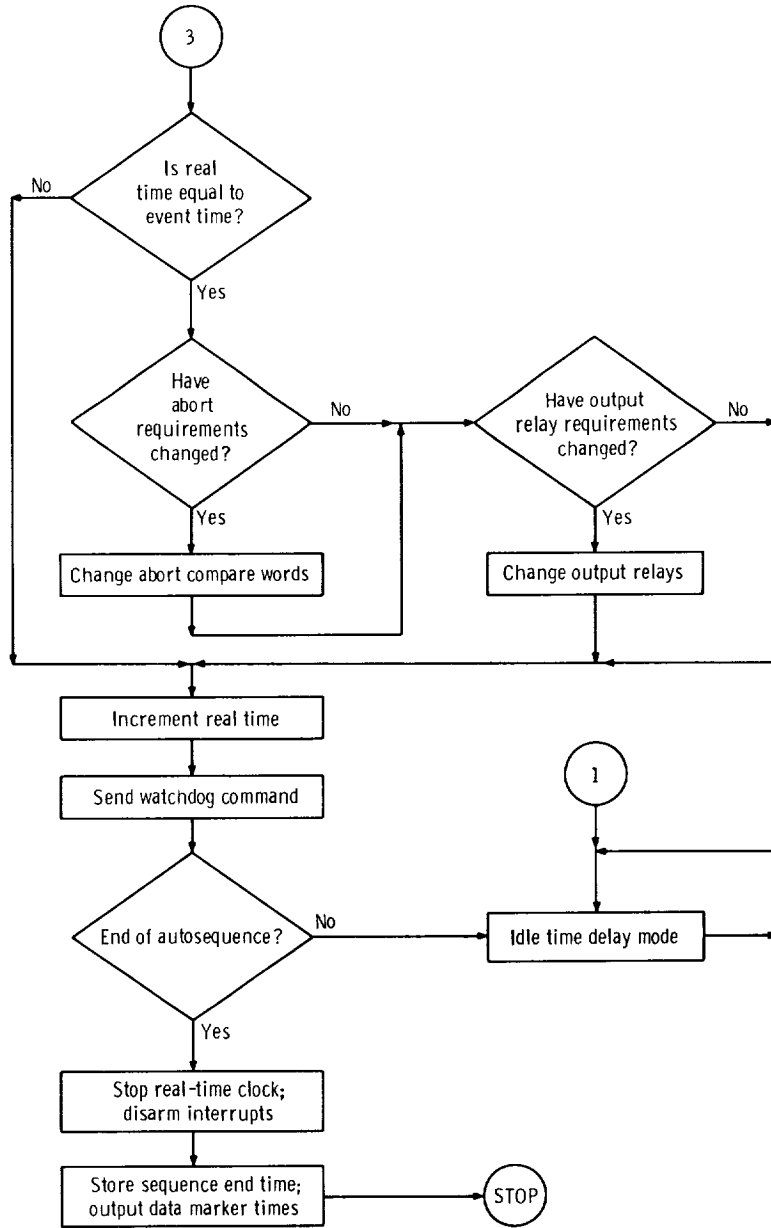 3
Is real
time equal to
event time?
No
Yes
Have
abort
requirements
changed?
No
Yes
Have output
relay requirements
changed?
No
Yes
Change abort compare words
Change output relays
Increment real time
Send watchdog command
1
End of autosequence?
No
Idle time delay mode
Yes
Stop real-time clock;
disarm interrupts
Store sequence end time;
output data marker times
STOP